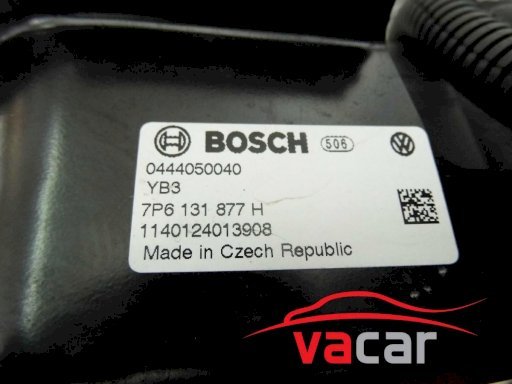 BOSCH 506
0444050040
YB3
7P6 131 877 H
1140124013908
Made in Czech Republic
vacar